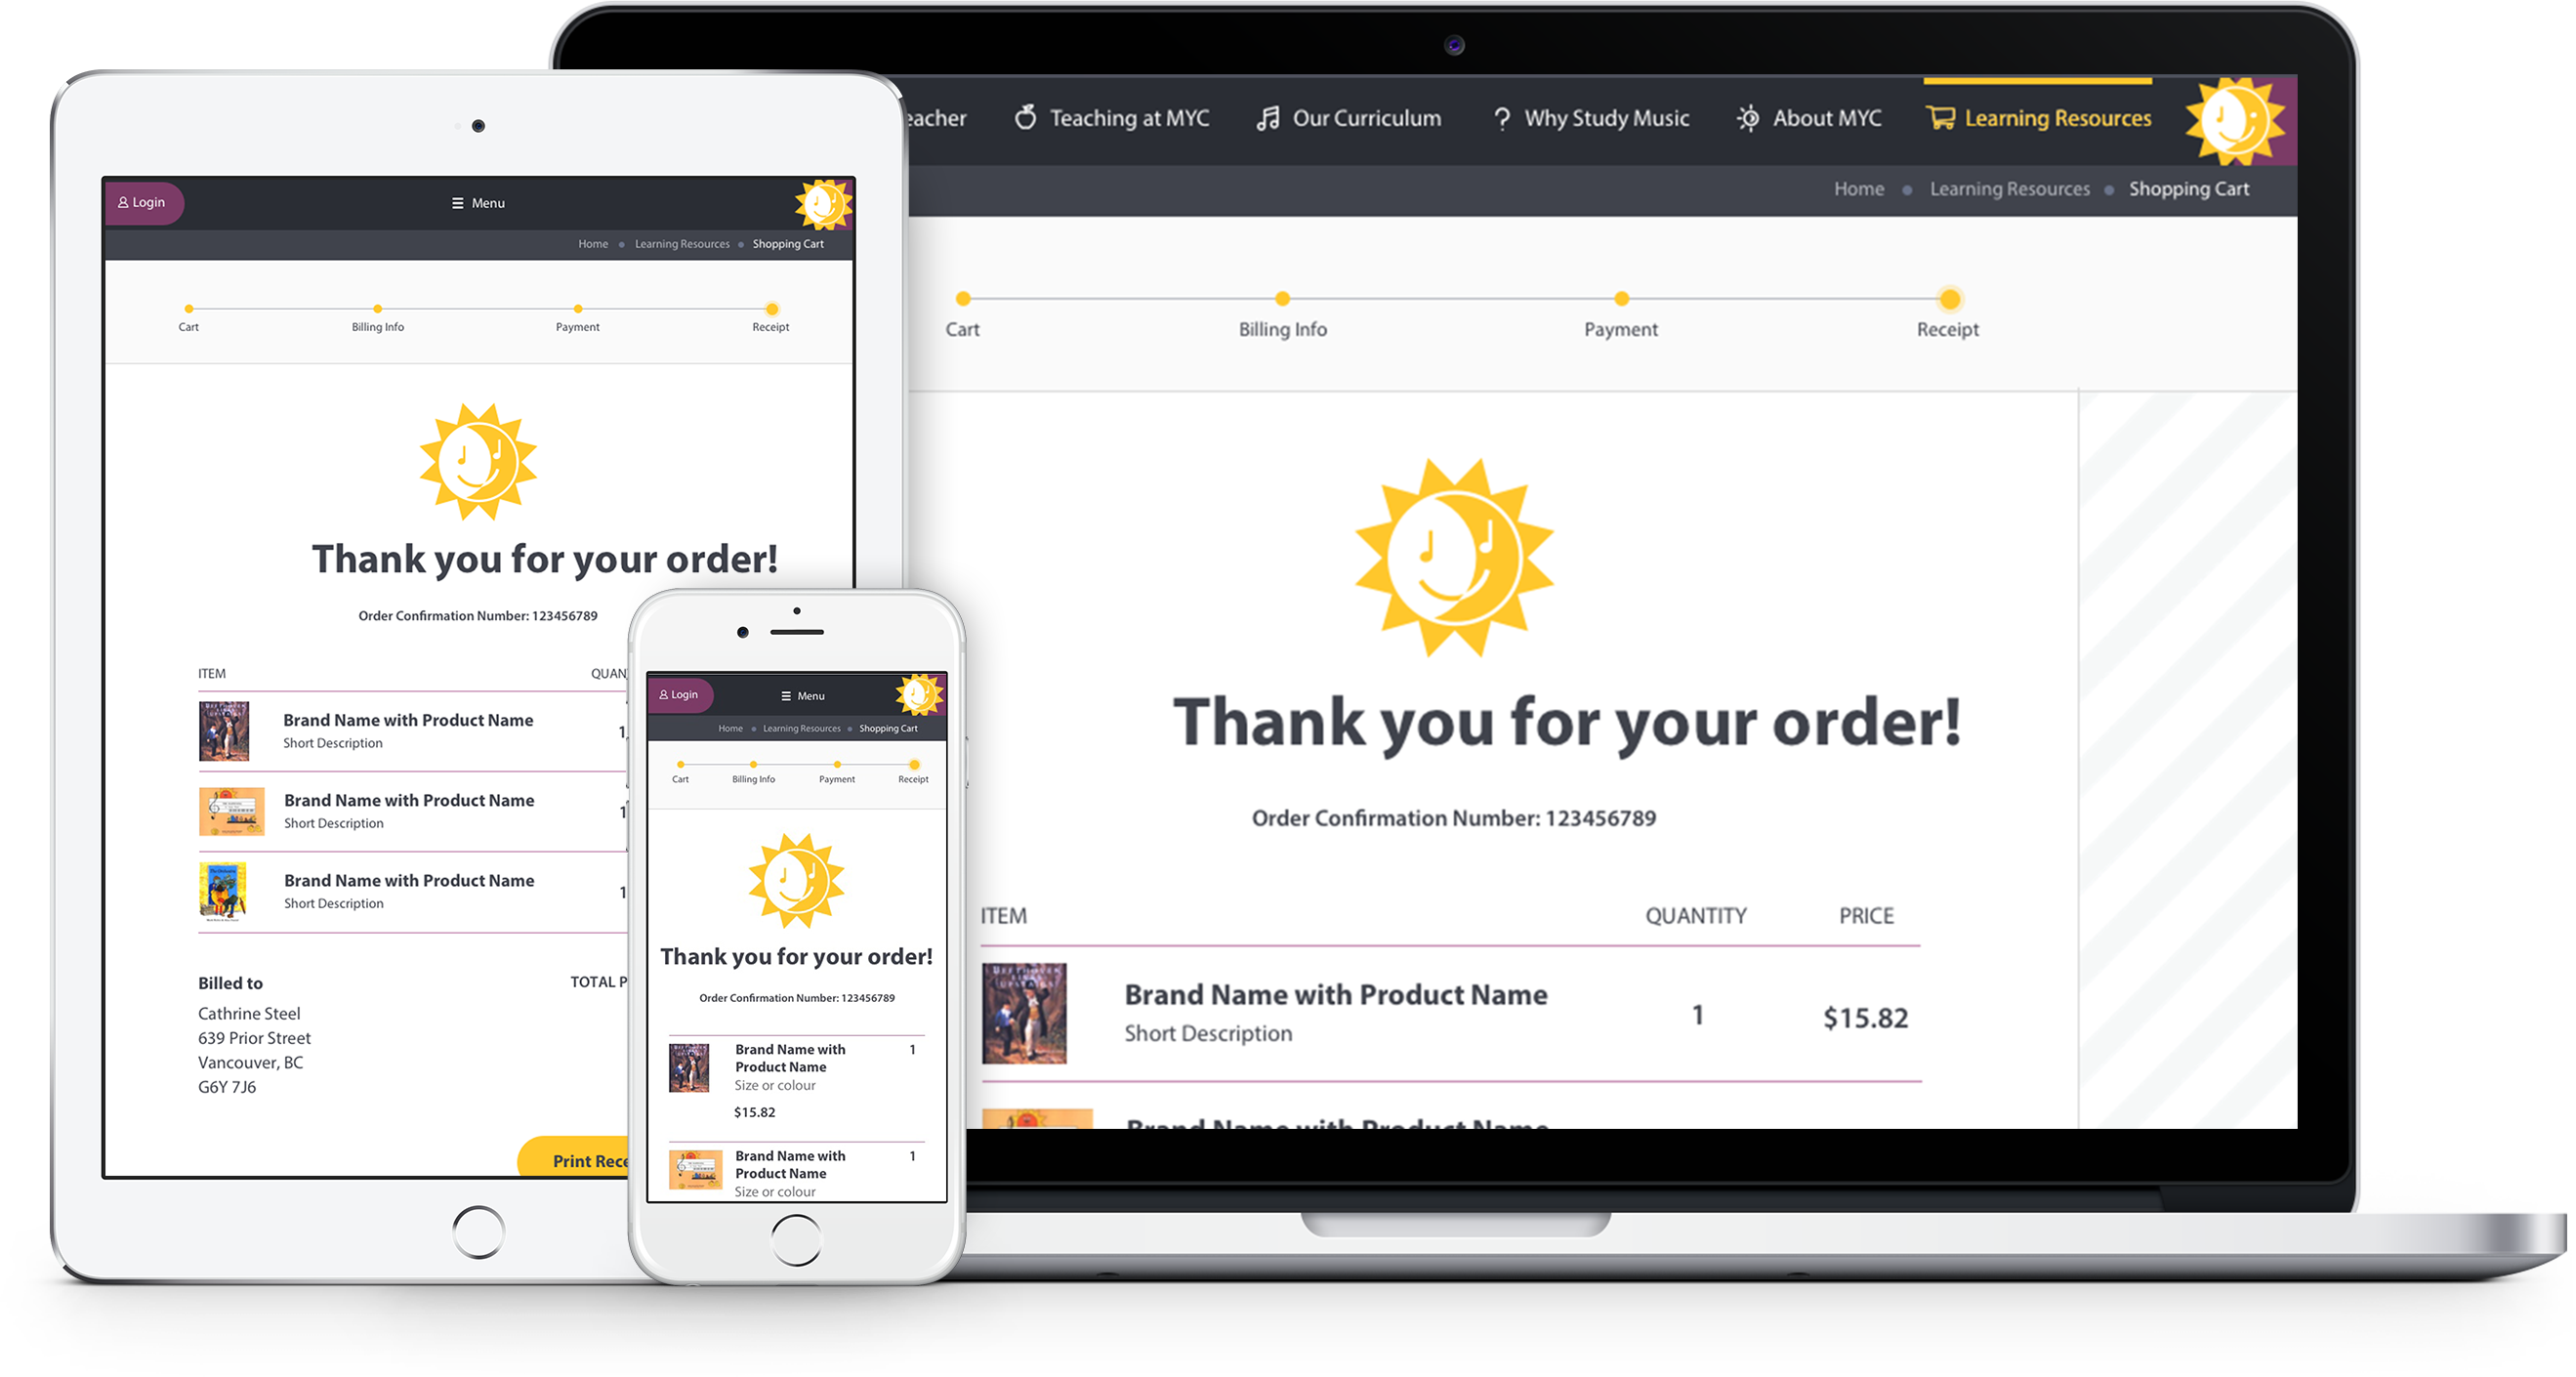 Login
Menu
Home Learning Resources Shopping Cart
Cart Billing Info Payment Receipt
Thank you for your order!
Order Confirmation Number: 123456789
ITEM
Brand Name with Product Name
Short Description
1
Brand Name with Product Name
Short Description
1
Brand Name with Product Name
Short Description
1
Billed to
TOTAL P
Cathrine Steel
639 Prior Street
Vancouver, BC
G6Y 7J6
Print Rece
Login
Menu
Home Learning Resources Shopping Cart
Cart Billing Info Payment Receipt
Thank you for your order!
Order Confirmation Number: 123456789
Brand Name with 1
Product Name
Size or colour
$15.82
Brand Name with 1
Product Name
Size or colour
eacher Teaching at MYC Our Curriculum ? Why Study Music About MYC Learning Resources
Home Learning Resources Shopping Cart
Cart Billing Info Payment Receipt
Thank you for your order!
Order Confirmation Number: 123456789
ITEM QUANTITY PRICE
Brand Name with Product Name
Short Description
1 $15.82
Brand Name with Product Name